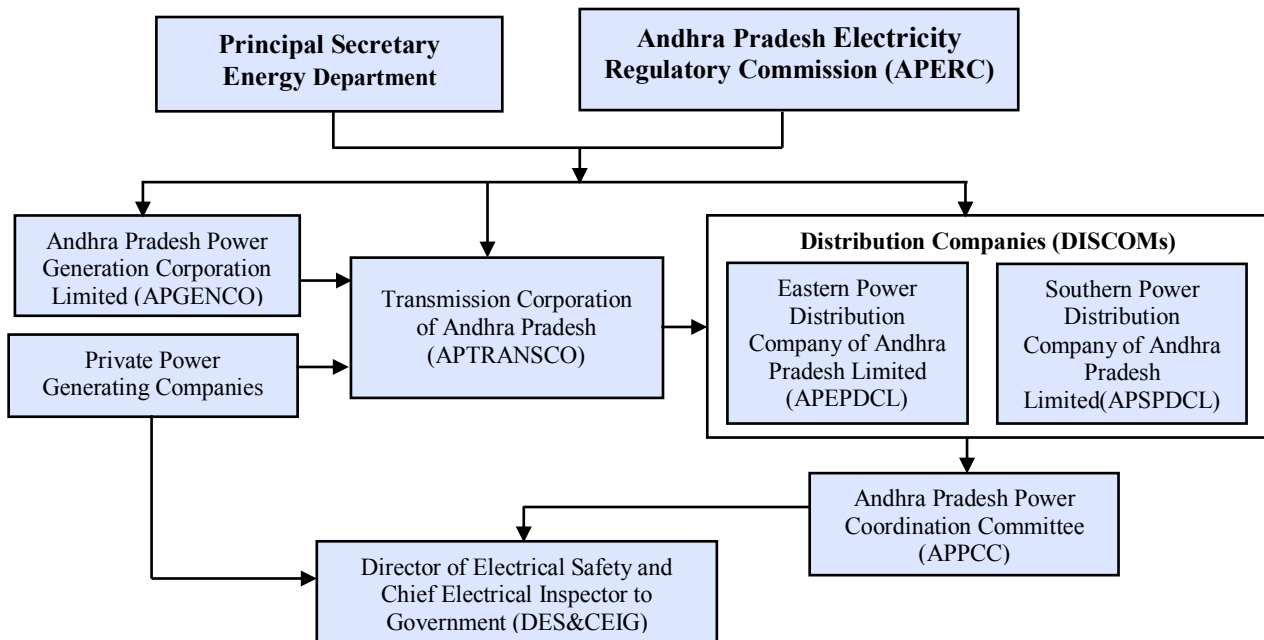 Principal Secretary
Energy Department
Andhra Pradesh Electricity
Regulatory Commission (APERC)
Andhra Pradesh Power
Generation Corporation
Limited (APGENCO)
Private Power
Generating Companies
Transmission Corporation
of Andhra Pradesh
(APTRANSCO)
Distribution Companies (DISCOMs)
Eastern Power
Distribution
Company of Andhra
Pradesh Limited
(APEPDCL)
Southern Power
Distribution
Company of Andhra
Pradesh
Limited(APSPDCL)
Andhra Pradesh Power
Coordination Committee
(APPCC)
Director of Electrical Safety and
Chief Electrical Inspector to
Government (DES&CEIG)